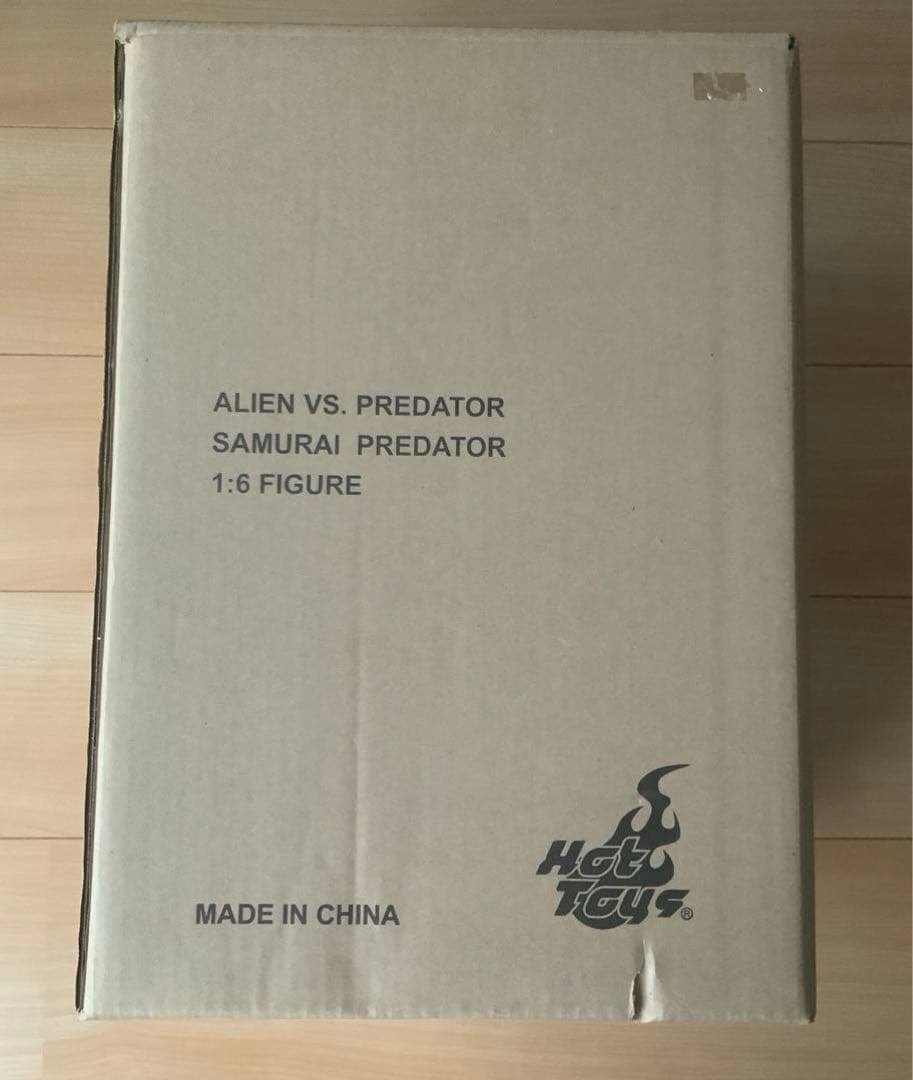 ALIEN VS. PREDATOR
SAMURAI PREDATOR
1:6 FIGURE
Hot
Toys®
MADE IN CHINA